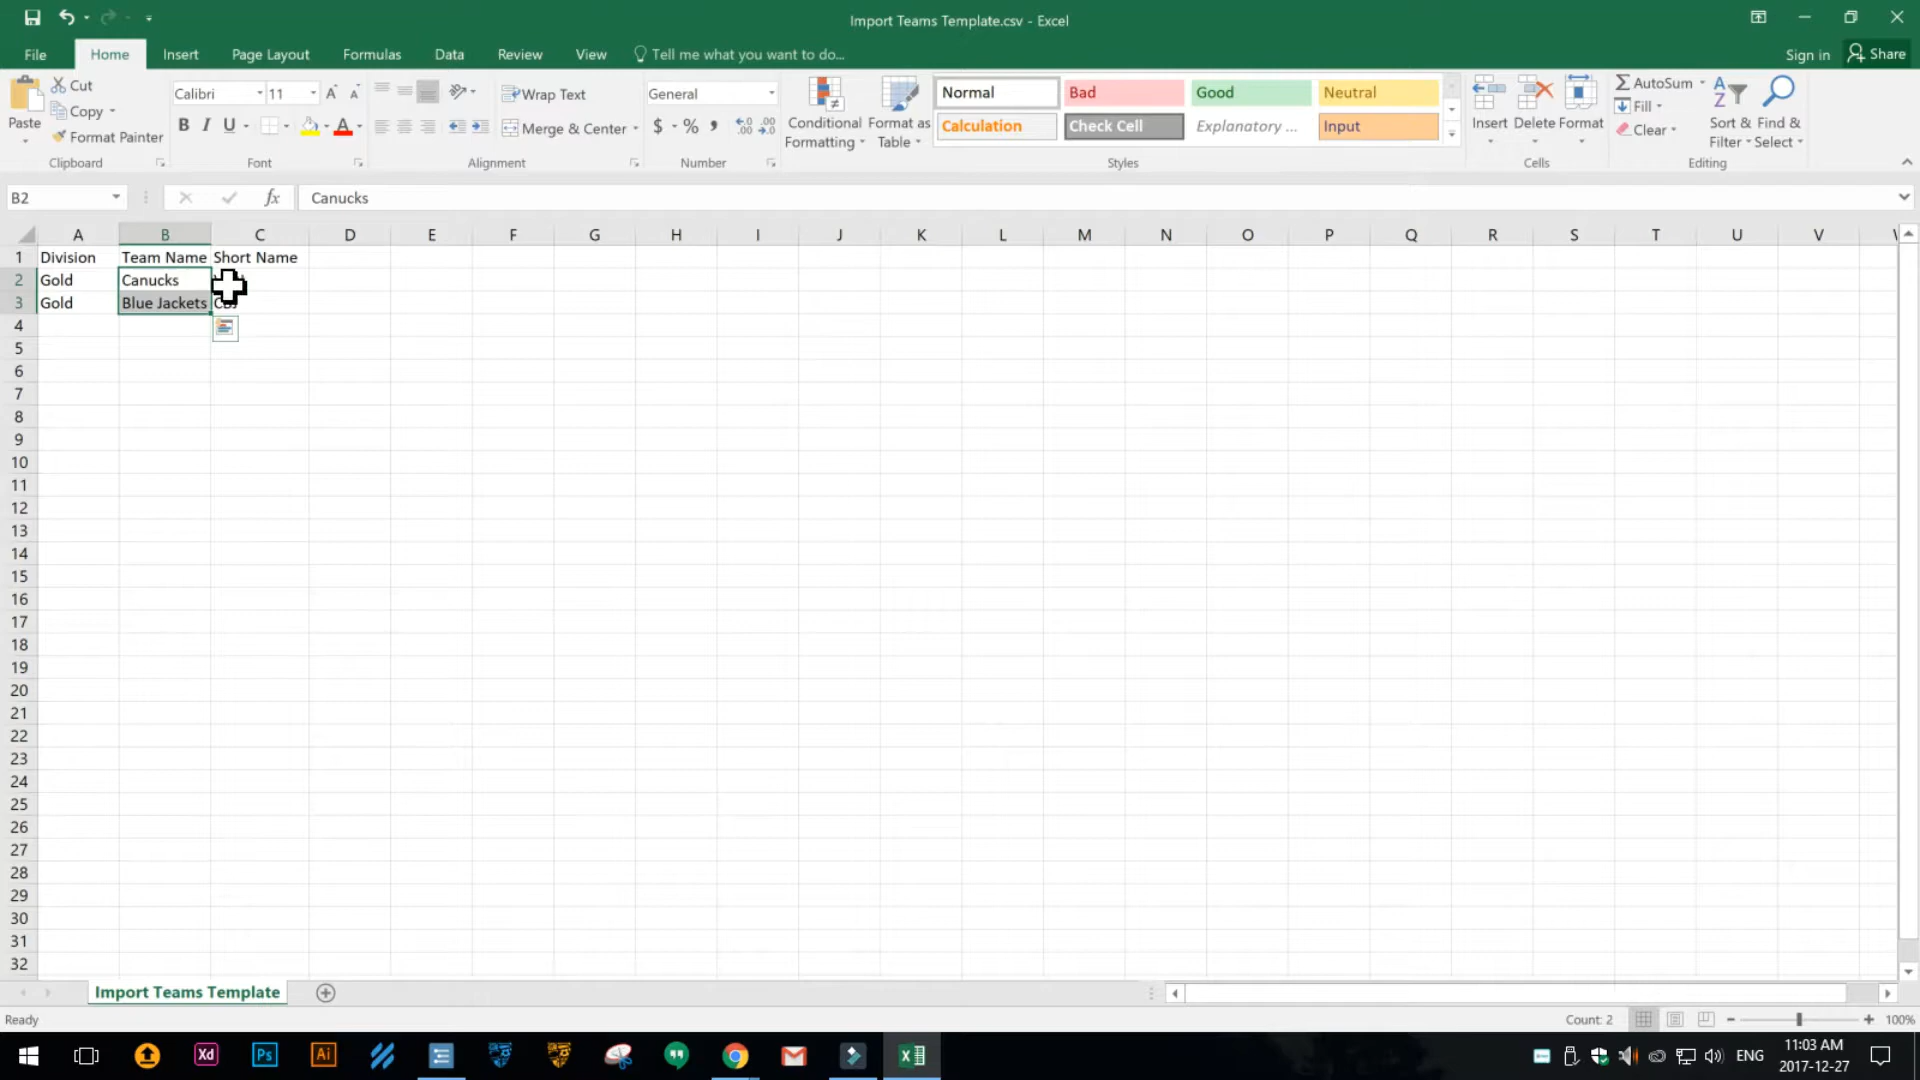 Import Teams Template.csv - Excel
File Home Insert Page Layout Formulas Data Review View Tell me what you want to do... Sign in Share
Paste
Cut
Copy
Format Painter
Clipboard
Calibri 11
B I U
Font
Wrap Text
Merge & Center
Alignment
General
$ % ,
Number
Conditional Formatting
Format as Table
Normal Bad Good Neutral
Calculation Check Cell Explanatory ... Input
Styles
Insert Delete Format
Cells
AutoSum
Fill
Clear
Sort & Filter
Find & Select
Editing
B2 fx Canucks
A B C D E F G H I J K L M N O P Q R S T U V
1 Division Team Name Short Name
2 Gold Canucks
3 Gold Blue Jackets
4
5
6
7
8
9
10
11
12
13
14
15
16
17
18
19
20
21
22
23
24
25
26
27
28
29
30
31
32
Import Teams Template
Ready Count: 2 100%
Xd Ps Ai ENG 11:03 AM
2017-12-27